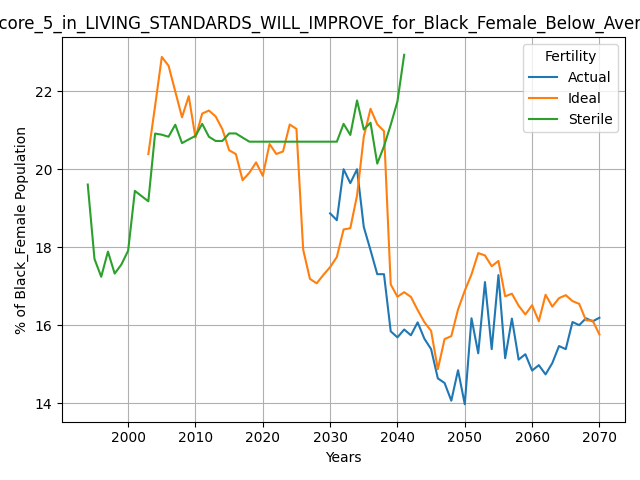 core_5_in_LIVING_STANDARDS_WILL_IMPROVE_for_Black_Female_Below_Aver
Fertility
Actual
Ideal
Sterile
% of Black_Female Population
22
20
18
16
14
2000 2010 2020 2030 2040 2050 2060 2070
Years